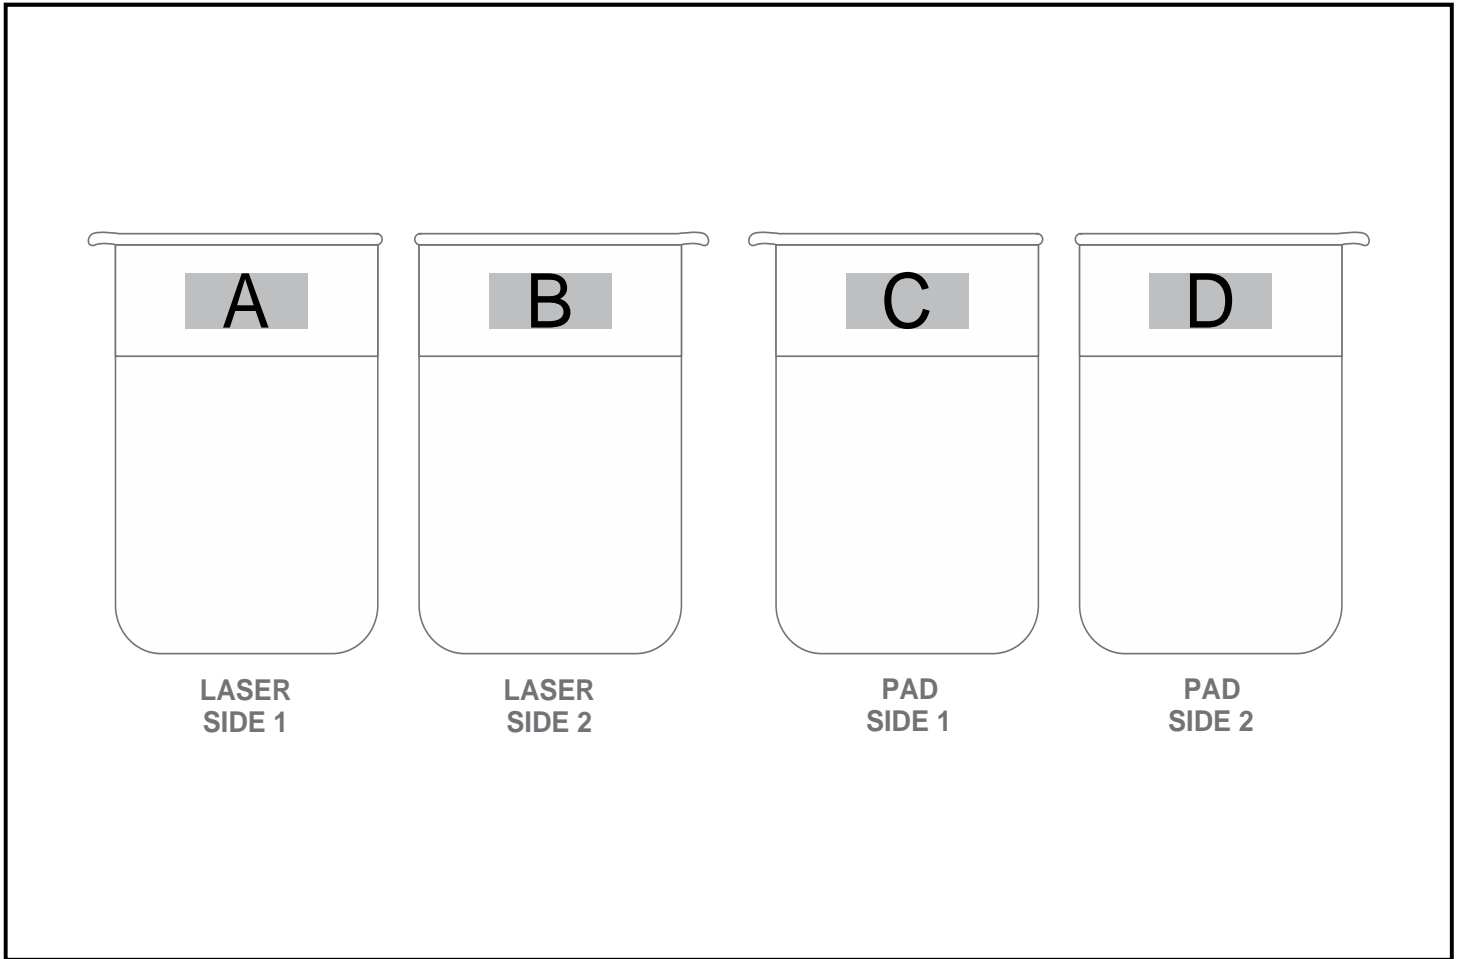 A
B
C
D
LASER
SIDE 1
LASER
SIDE 2
PAD
SIDE 1
PAD
SIDE 2